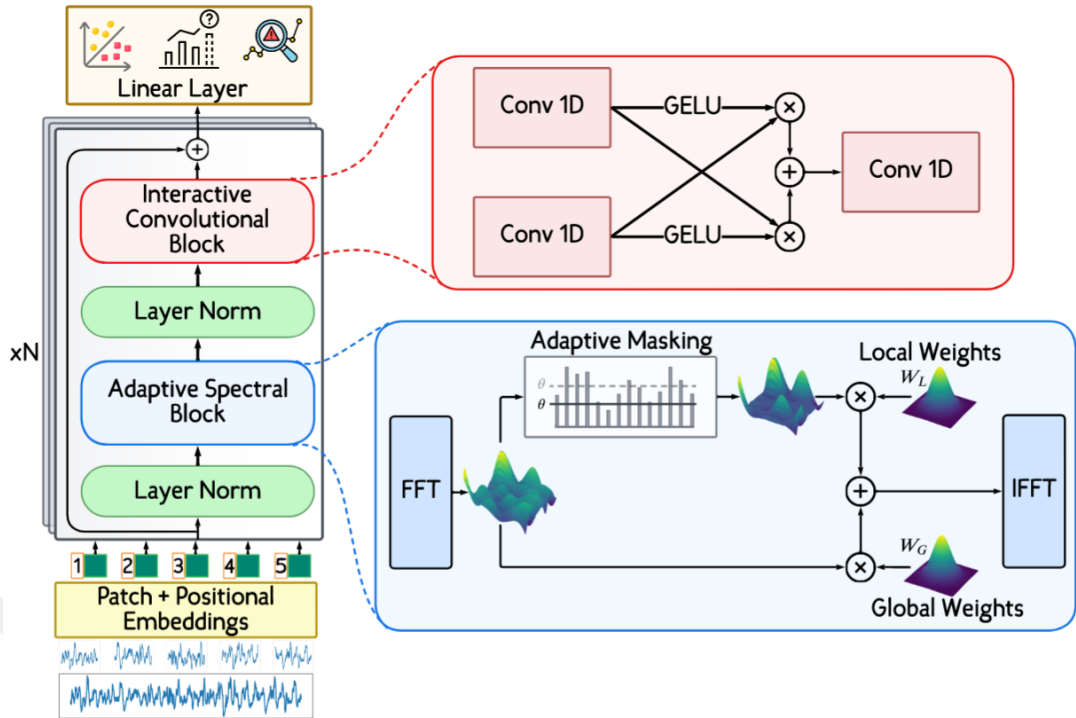 ?
Linear Layer
+
Interactive
Convolutional
Block
Layer Norm
xN
Adaptive Spectral
Block
Layer Norm
1 2 3 4 5
Patch + Positional
Embeddings
Conv 1D
GELU
×
+
Conv 1D
Conv 1D
GELU
×
Adaptive Masking
θ
θ
Local Weights
W_L
×
FFT
+
IFFT
W_G
×
Global Weights